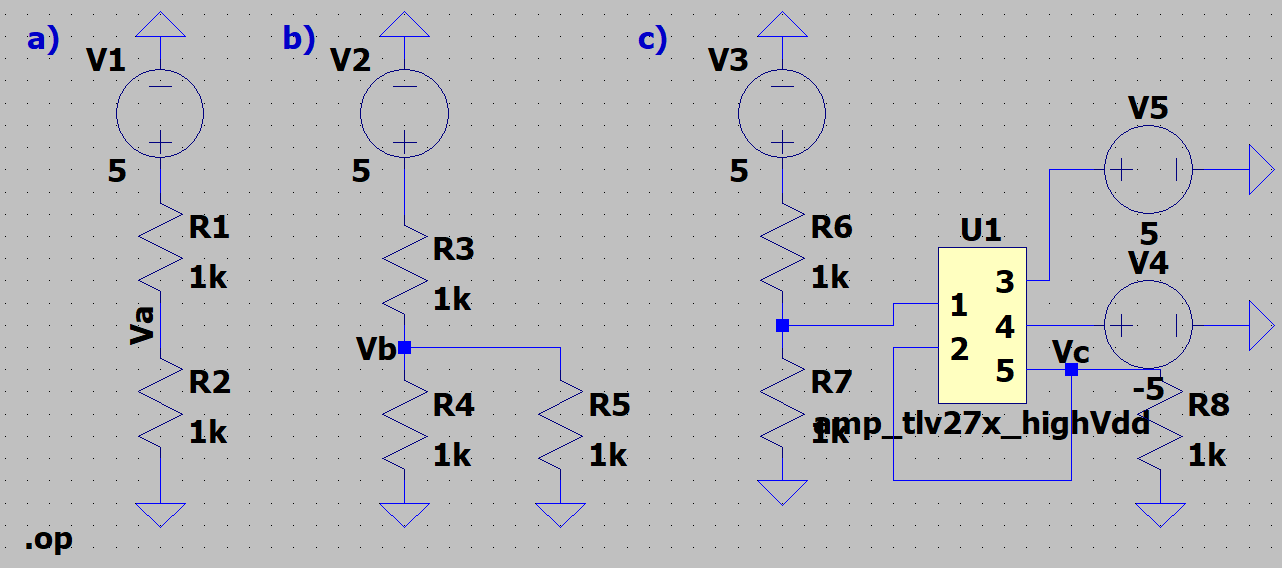 a)
V1
5
R1
1k
Va
R2
1k
.op
b)
V2
5
R3
1k
Vb
R4
1k
R5
1k
c)
V3
5
R6
1k
R7
1k
U1
1
2
3
4
5
amp_tlv27x_highVdd
V5
5
V4
-5
Vc
R8
1k